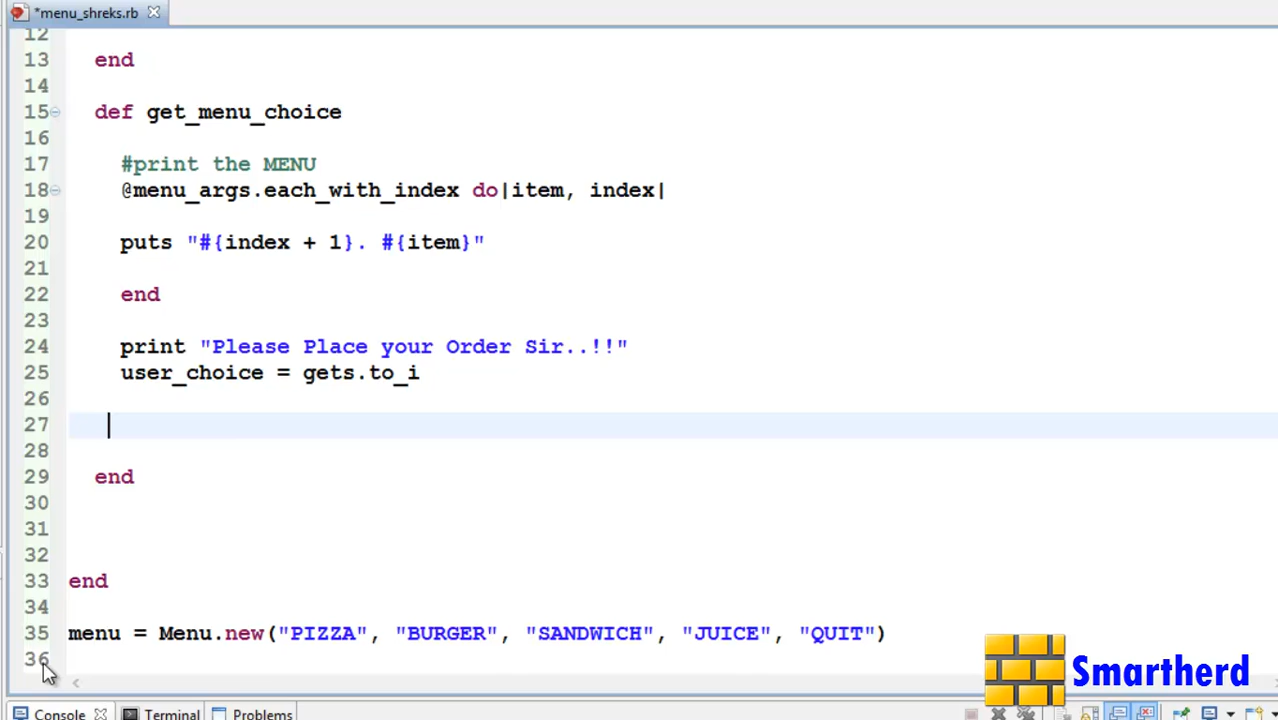 *menu_shreks.rb
12
13 end
14
15 def get_menu_choice
16
17 #print the MENU
18 @menu_args.each_with_index do|item, index|
19
20 puts "#{index + 1}. #{item}"
21
22 end
23
24 print "Please Place your Order Sir..!!"
25 user_choice = gets.to_i
26
27
28
29 end
30
31
32
33 end
34
35 menu = Menu.new("PIZZA", "BURGER", "SANDWICH", "JUICE", "QUIT")
36
Smartherd
Console Terminal Problems